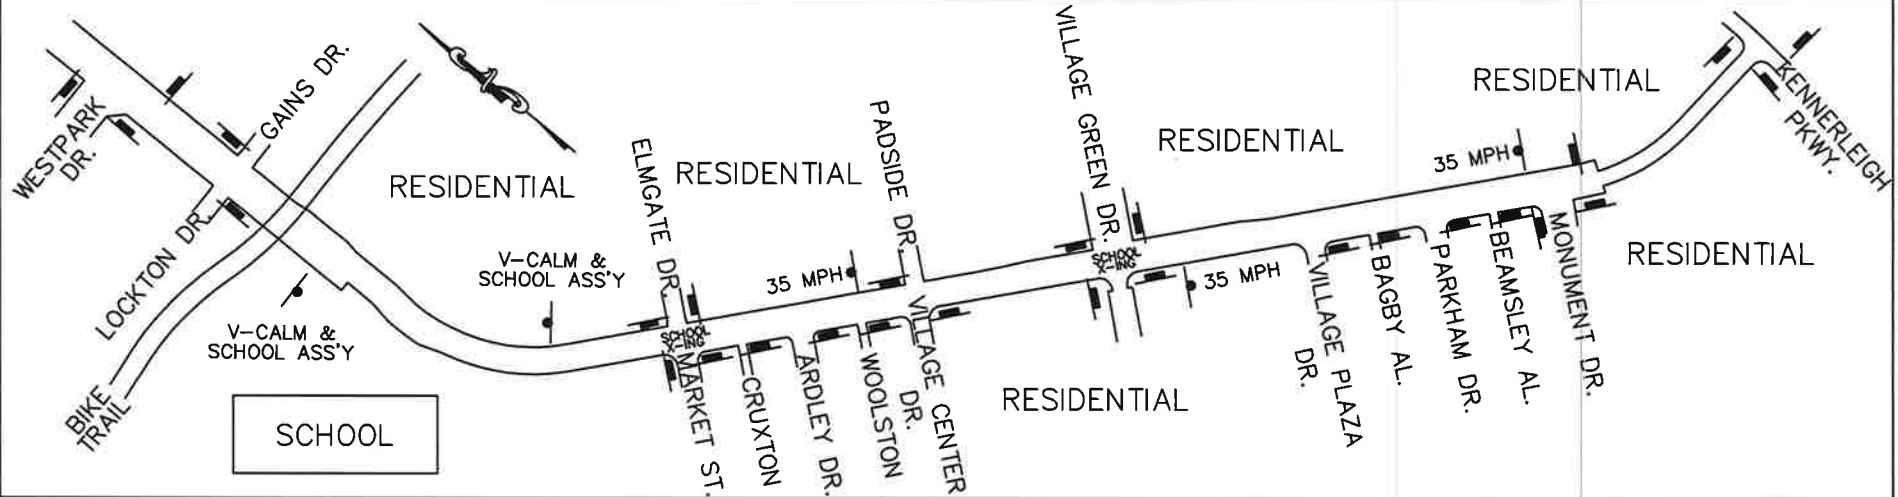 WESTPARK
DR.
GAINS DR.
LOCKTON DR.
BIKE
TRAIL
V-CALM &
SCHOOL ASS'Y
SCHOOL
RESIDENTIAL
V-CALM &
SCHOOL ASS'Y
ELMGATE DR.
SCHOOL
X-ING
MARKET ST.
RESIDENTIAL
35 MPH
CRUXTON
ARDLEY DR.
WOOLSTON
PADSIDE DR.
VILLAGE CENTER
DR.
RESIDENTIAL
VILLAGE GREEN DR.
SCHOOL
X-ING
35 MPH
RESIDENTIAL
VILLAGE PLAZA
DR.
BAGBY AL.
PARKHAM DR.
BEAMSLEY AL.
MONUMENT DR.
35 MPH
RESIDENTIAL
RESIDENTIAL
KENNERLEIGH
PKWY.